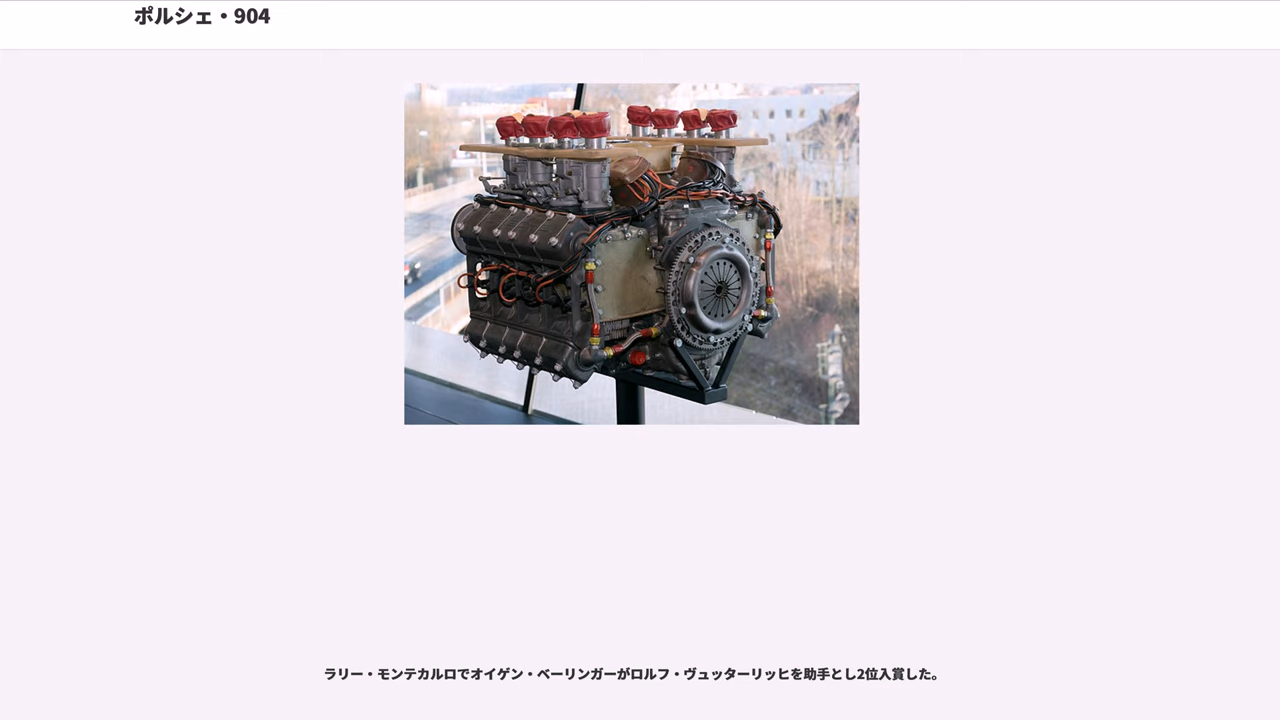 ポルシェ・904
ラリー・モンテカルロでオイゲン・ベーリンガーがロルフ・ヴュッターリッヒを助手とし2位入賞した。